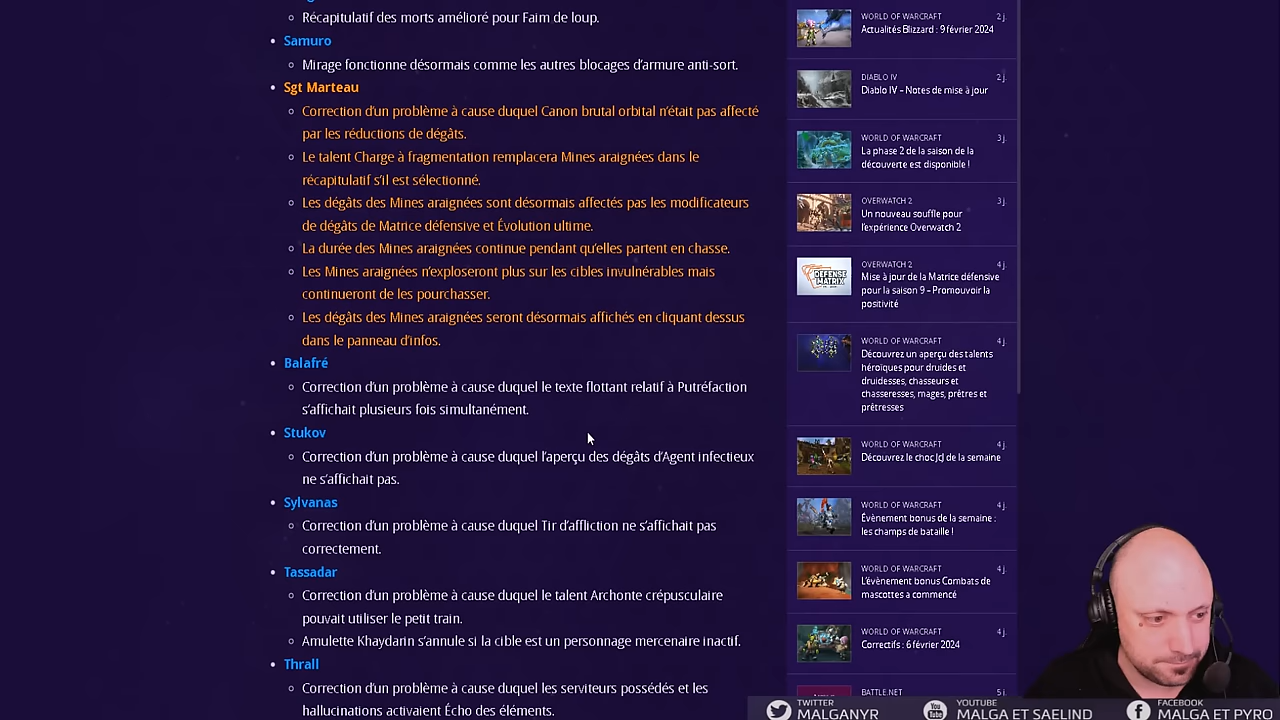 Récapitulatif des morts amélioré pour Faim de loup.
Samuro
Mirage fonctionne désormais comme les autres blocages d'armure anti-sort.
Sgt Marteau
Correction d'un problème à cause duquel Canon brutal orbital n'était pas affecté
par les réductions de dégâts.
Le talent Charge à fragmentation remplacera Mines araignées dans le
récapitulatif s'il est sélectionné.
Les dégâts des Mines araignées sont désormais affectés pas les modificateurs
de dégâts de Matrice défensive et Évolution ultime.
La durée des Mines araignées continue pendant qu'elles partent en chasse.
Les Mines araignées n'exploseront plus sur les cibles invulnérables mais
continueront de les pourchasser.
Les dégâts des Mines araignées seront désormais affichés en cliquant dessus
dans le panneau d'infos.
Balafré
Correction d'un problème à cause duquel le texte flottant relatif à Putréfaction
s'affichait plusieurs fois simultanément.
Stukov
Correction d'un problème à cause duquel l'aperçu des dégâts d'Agent infectieux
ne s'affichait pas.
Sylvanas
Correction d'un problème à cause duquel Tir d'affliction ne s'affichait pas
correctement.
Tassadar
Correction d'un problème à cause duquel le talent Archonte crépusculaire
pouvait utiliser le petit train.
Amulette Khaydarin s'annule si la cible est un personnage mercenaire inactif.
Thrall
Correction d'un problème à cause duquel les serviteurs possédés et les
hallucinations activaient Écho des éléments.
WORLD OF WARCRAFT 2 j.
Actualités Blizzard : 9 février 2024
DIABLO IV 2 j.
Diablo IV – Notes de mise à jour
WORLD OF WARCRAFT 3 j.
La phase 2 de la saison de la
découverte est disponible !
OVERWATCH 2 3 j.
Un nouveau souffle pour
l'expérience Overwatch 2
OVERWATCH 2 4 j.
Mise à jour de la Matrice défensive
pour la saison 9 – Promouvoir la
positivité
DEFENSE
MATRIX
WORLD OF WARCRAFT 4 j.
Découvrez un aperçu des talents
héroïques pour druides et
druidesses, chasseurs et
chasseresses, mages, prêtres et
prêtresses
WORLD OF WARCRAFT 4 j.
Découvrez le choc JcJ de la semaine
WORLD OF WARCRAFT 4 j.
Évènement bonus de la semaine :
les champs de bataille !
WORLD OF WARCRAFT 4 j.
L'évènement bonus Combats de
mascottes a commencé
WORLD OF WARCRAFT 4 j.
Correctifs : 6 février 2024
BATTLE.NET 5 j.
TWITTER
MALGANYR
You Tube
YOUTUBE
MALGA ET SAELIND
FACEBOOK
MALGA ET PYRO